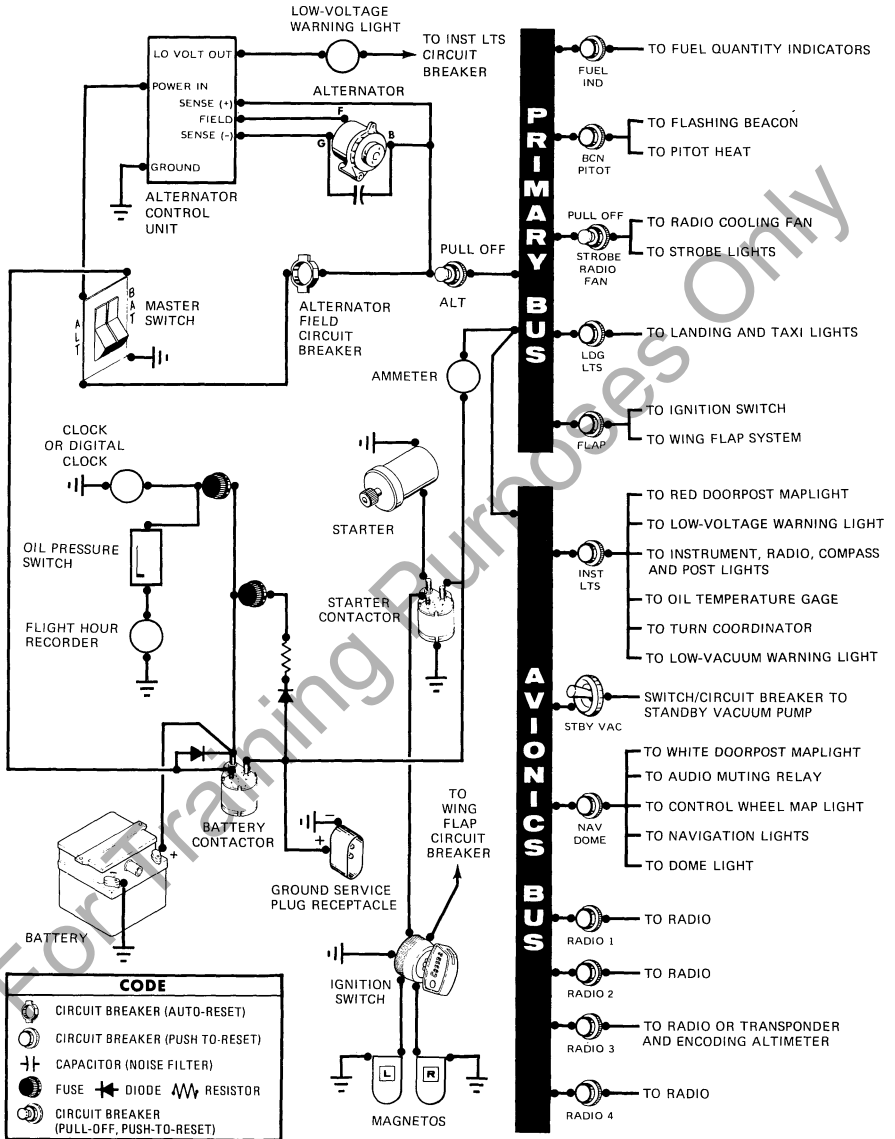 LOW-VOLTAGE
WARNING LIGHT
TO INST LTS
CIRCUIT
BREAKER
LO VOLT OUT
POWER IN
SENSE (+)
FIELD
SENSE (-)
GROUND
ALTERNATOR
CONTROL
UNIT
ALTERNATOR
F
G
B
PULL OFF
ALT
ALTERNATOR
FIELD
CIRCUIT
BREAKER
ALT
BAT
MASTER
SWITCH
AMMETER
CLOCK
OR DIGITAL
CLOCK
OIL PRESSURE
SWITCH
FLIGHT HOUR
RECORDER
STARTER
STARTER
CONTACTOR
BATTERY
CONTACTOR
+
-
BATTERY
-
+
GROUND SERVICE
PLUG RECEPTACLE
TO
WING
FLAP
CIRCUIT
BREAKER
IGNITION
SWITCH
Cessna
L
R
MAGNETOS
PRIMARY BUS
FUEL
IND
TO FUEL QUANTITY INDICATORS
BCN
PITOT
TO FLASHING BEACON
TO PITOT HEAT
PULL OFF
STROBE
RADIO
FAN
TO RADIO COOLING FAN
TO STROBE LIGHTS
LDG
LTS
TO LANDING AND TAXI LIGHTS
FLAP
TO IGNITION SWITCH
TO WING FLAP SYSTEM
AVIONICS BUS
INST
LTS
TO RED DOORPOST MAPLIGHT
TO LOW-VOLTAGE WARNING LIGHT
TO INSTRUMENT, RADIO, COMPASS
AND POST LIGHTS
TO OIL TEMPERATURE GAGE
TO TURN COORDINATOR
TO LOW-VACUUM WARNING LIGHT
STBY VAC
SWITCH/CIRCUIT BREAKER TO
STANDBY VACUUM PUMP
NAV
DOME
TO WHITE DOORPOST MAPLIGHT
TO AUDIO MUTING RELAY
TO CONTROL WHEEL MAP LIGHT
TO NAVIGATION LIGHTS
TO DOME LIGHT
RADIO 1
TO RADIO
RADIO 2
TO RADIO
RADIO 3
TO RADIO OR TRANSPONDER
AND ENCODING ALTIMETER
RADIO 4
TO RADIO
CODE
CIRCUIT BREAKER (AUTO-RESET)
CIRCUIT BREAKER (PUSH TO-RESET)
CAPACITOR (NOISE FILTER)
FUSE DIODE RESISTOR
CIRCUIT BREAKER
(PULL-OFF, PUSH-TO-RESET)
For Training Purposes Only